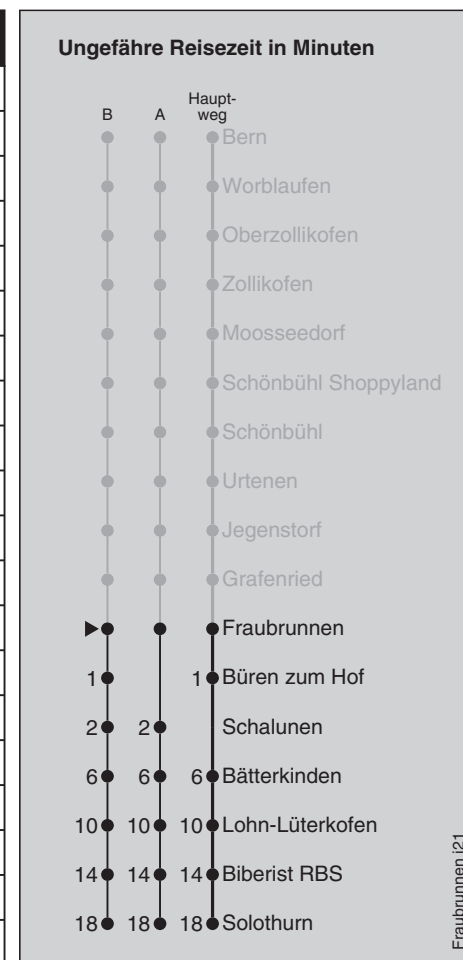 Ungefähre Reisezeit in Minuten
B A Haupt-
weg
Bern
Worblaufen
Oberzollikofen
Zollikofen
Moosseedorf
Schönbühl Shoppyland
Schönbühl
Urtenen
Jegenstorf
Grafenried
Fraubrunnen
1 1 Büren zum Hof
2 2 Schalunen
6 6 6 Bätterkinden
10 10 10 Lohn-Lüterkofen
14 14 14 Biberist RBS
18 18 18 Solothurn
Fraubrunnen j21